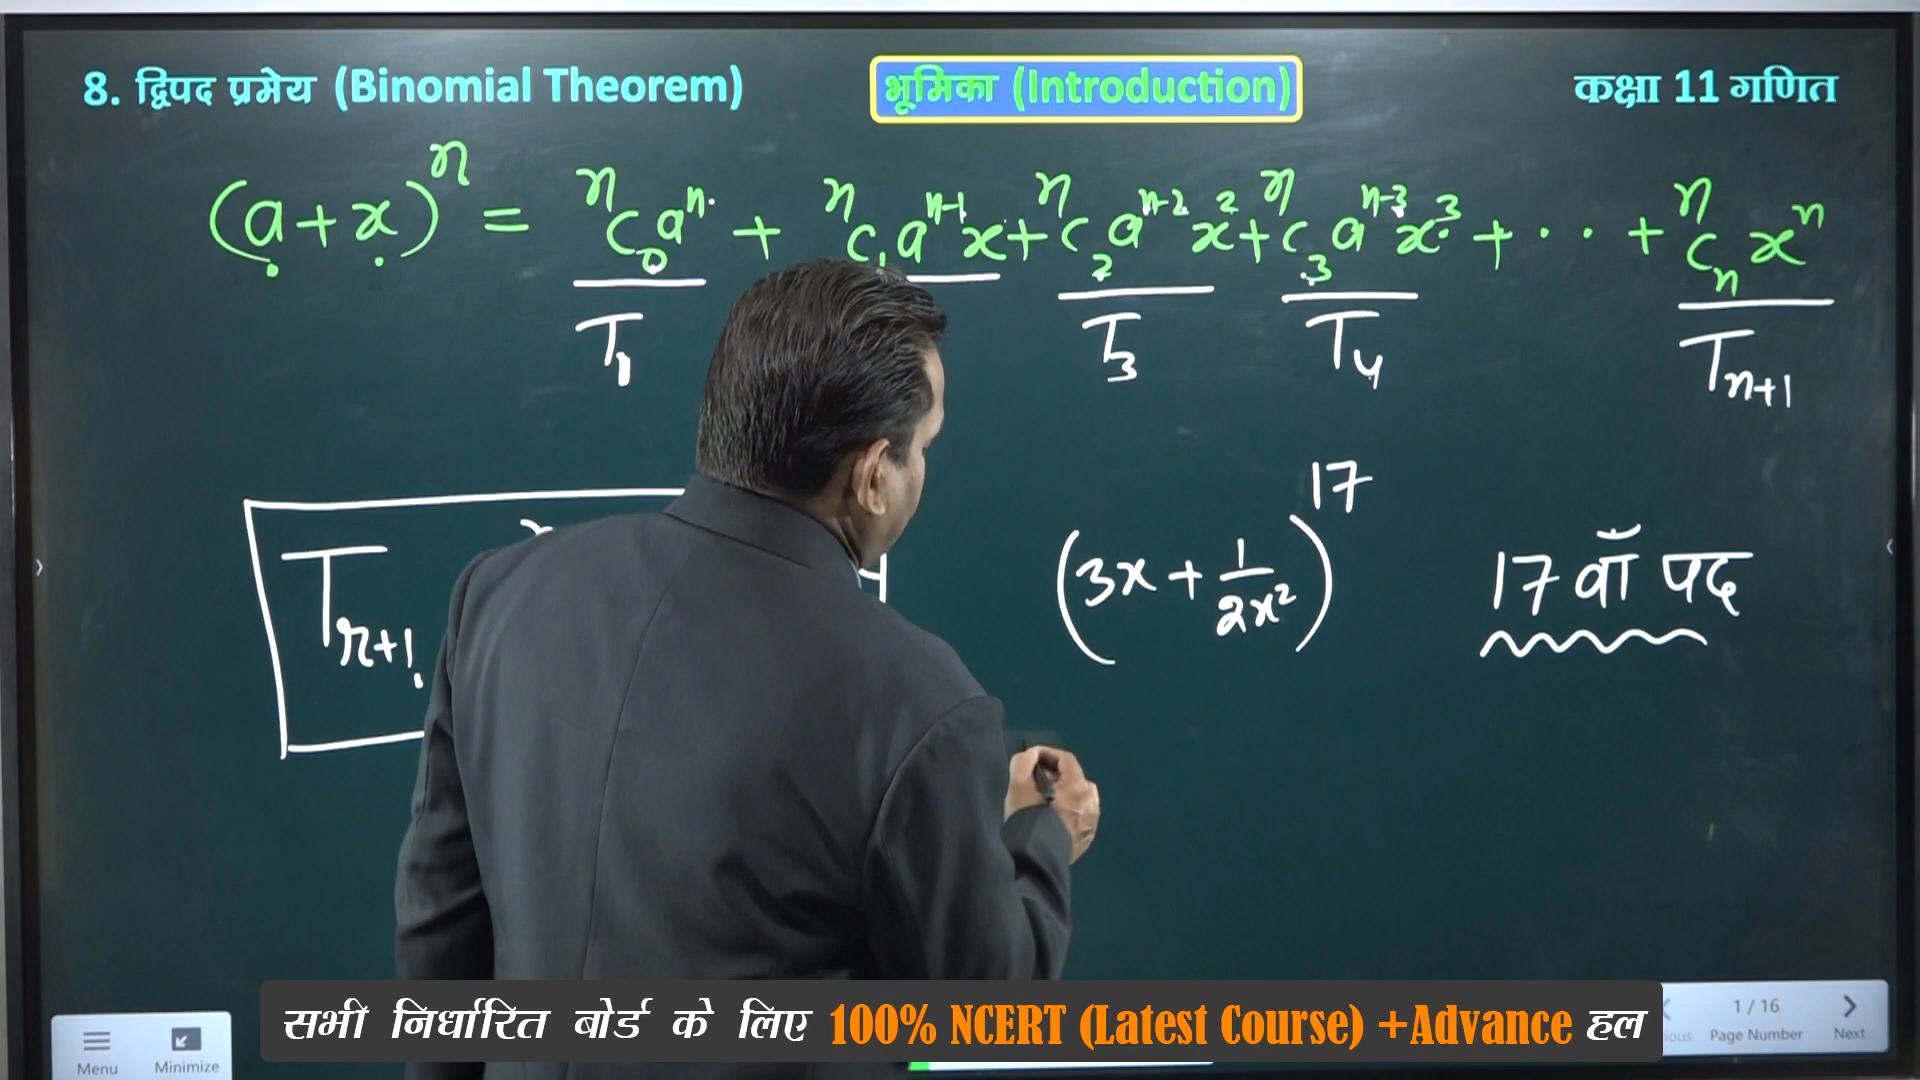 8. द्विपद प्रमेय (Binomial Theorem) भूमिका (Introduction) कक्षा 11 गणित
(a+x)ⁿ = ⁿC₀aⁿ + ⁿC₁aⁿ⁻¹x + ⁿC₂aⁿ⁻²x² + ⁿC₃aⁿ⁻³x³ + ... + ⁿCₙxⁿ
T₁ T₃ T₄ Tₙ₊₁
Tᵣ₊₁ (3x + 1/2x²)¹⁷ 17 वाँ पद
सभी निर्धारित बोर्ड के लिए 100% NCERT (Latest Course) +Advance हल
1 / 16
Menu Minimize Page Number Next